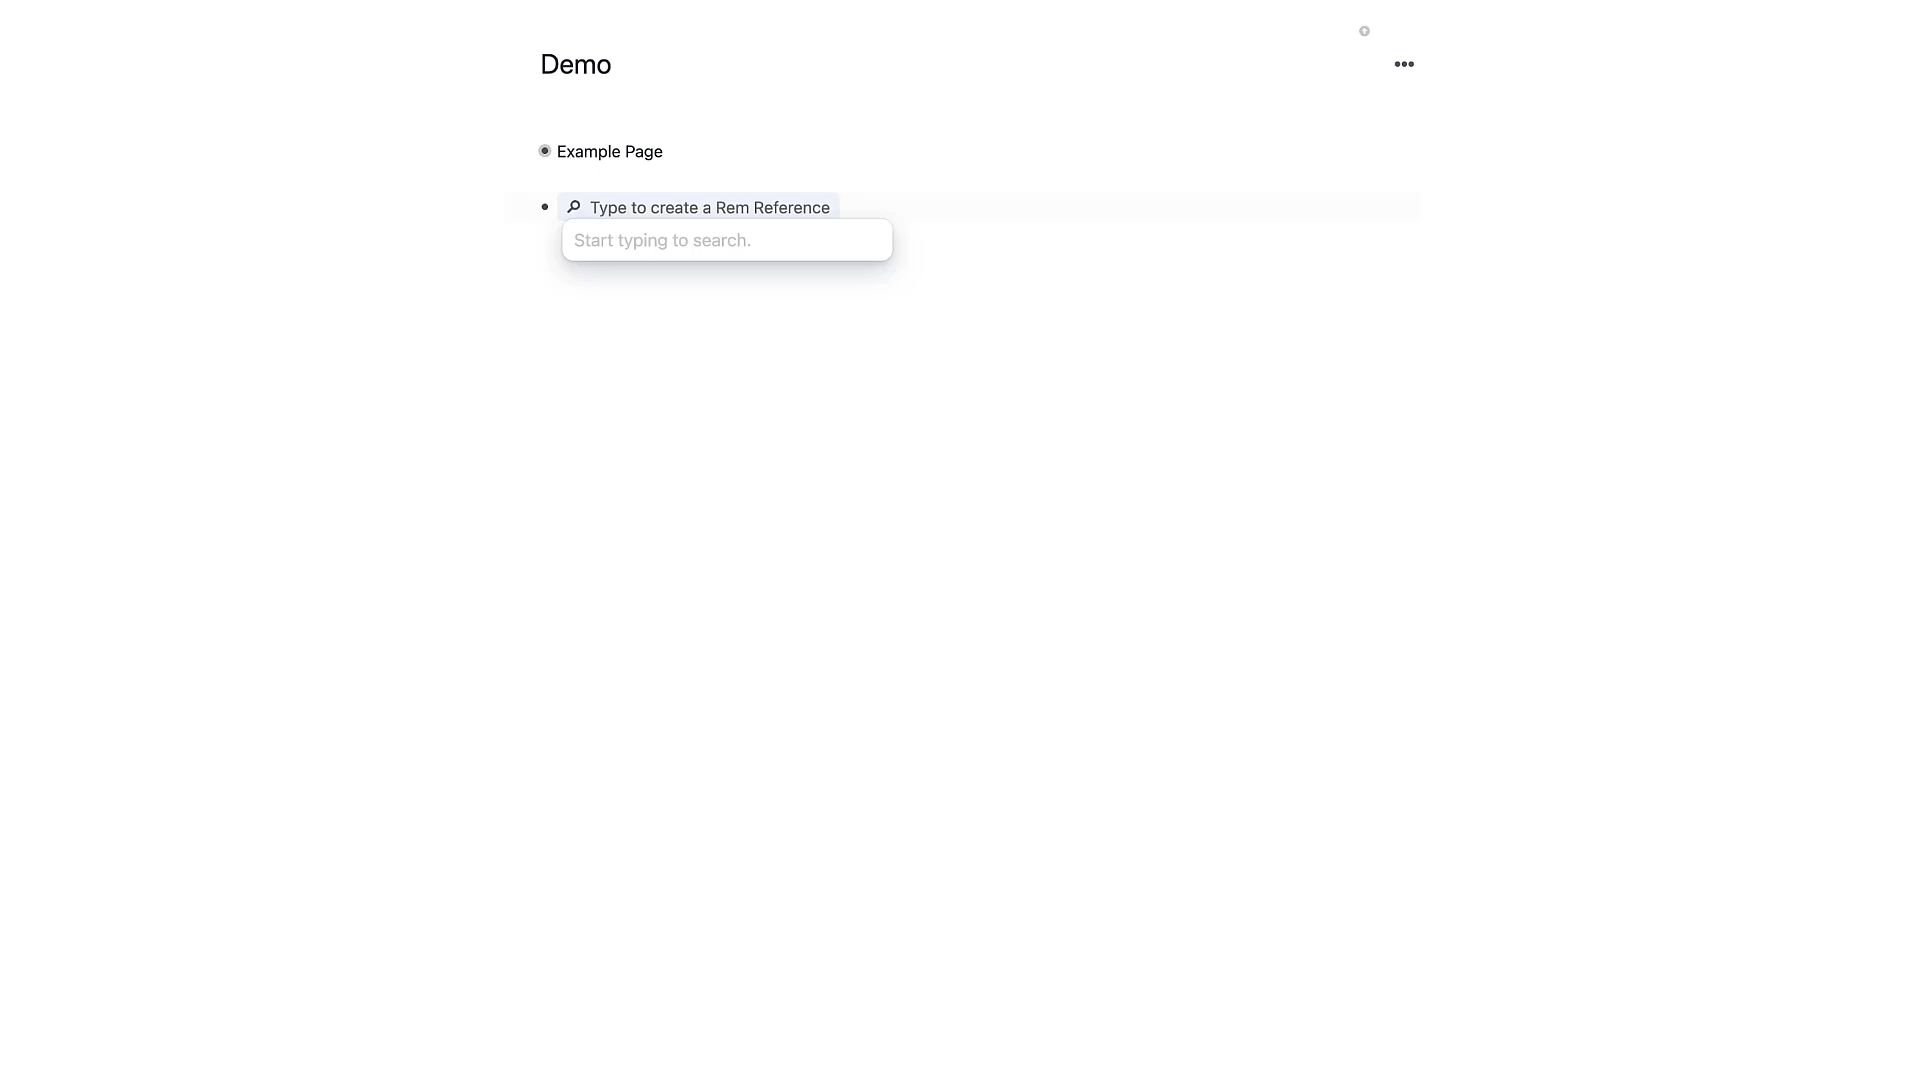 Demo
Example Page
Type to create a Rem Reference
Start typing to search.